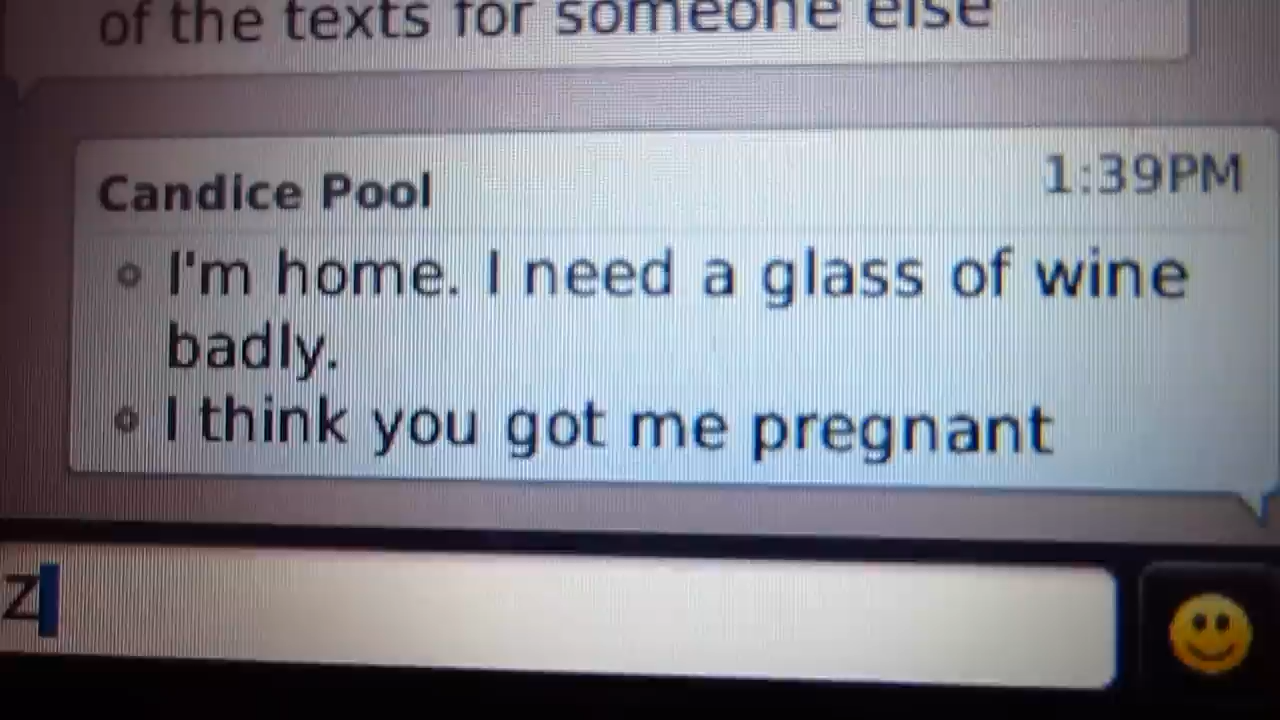 of the texts for someone else
Candice Pool
1:39PM
I'm home. I need a glass of wine
badly.
I think you got me pregnant
Z